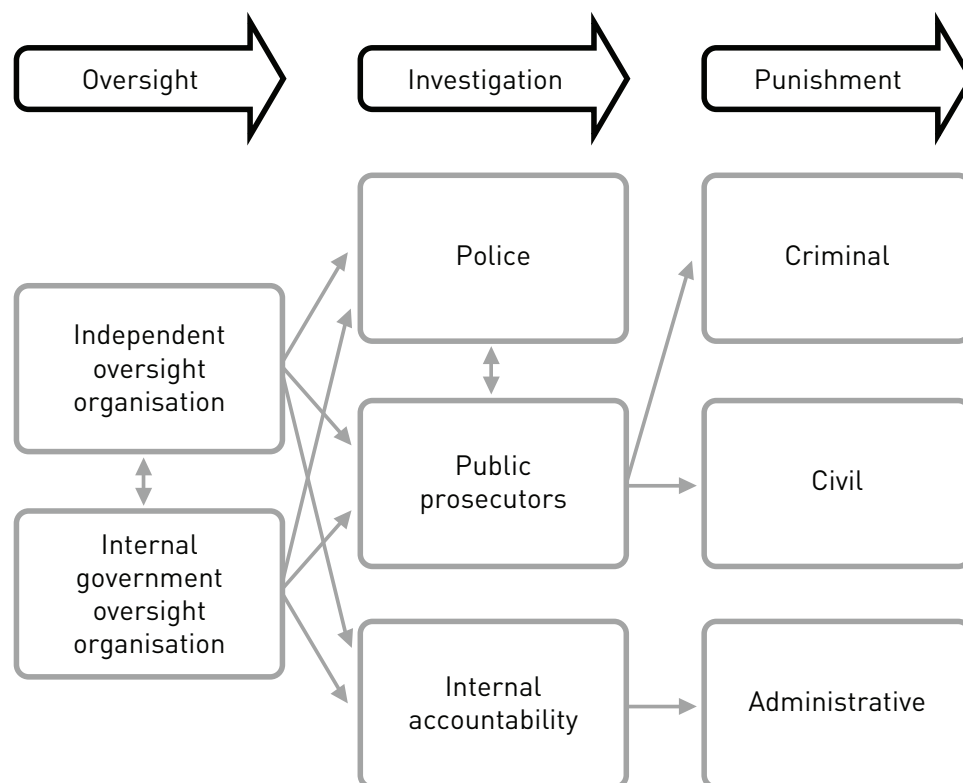 Oversight
Investigation
Punishment
Independent
oversight
organisation
Internal
government
oversight
organisation
Police
Public
prosecutors
Internal
accountability
Criminal
Civil
Administrative